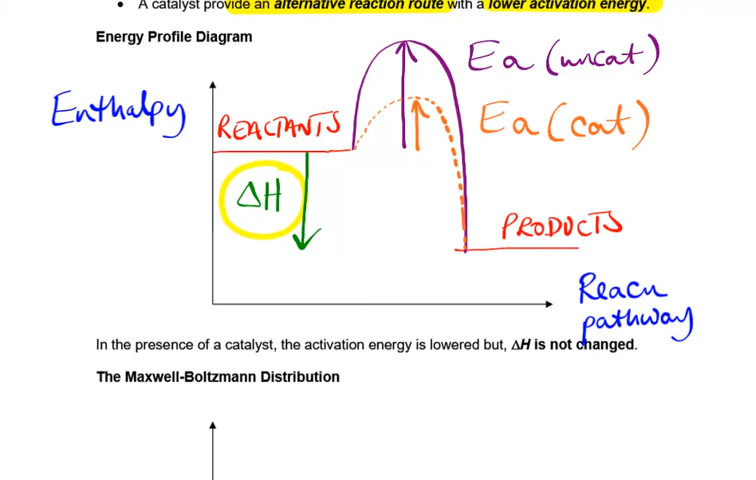 • A catalyst provide an alternative reaction route with a lower activation energy.
Energy Profile Diagram
Ea (uncat)
Enthalpy
REACTANTS
Ea (cat)
ΔH
PRODUCTS
Reacn
pathway
In the presence of a catalyst, the activation energy is lowered but, ΔH is not changed.
The Maxwell-Boltzmann Distribution